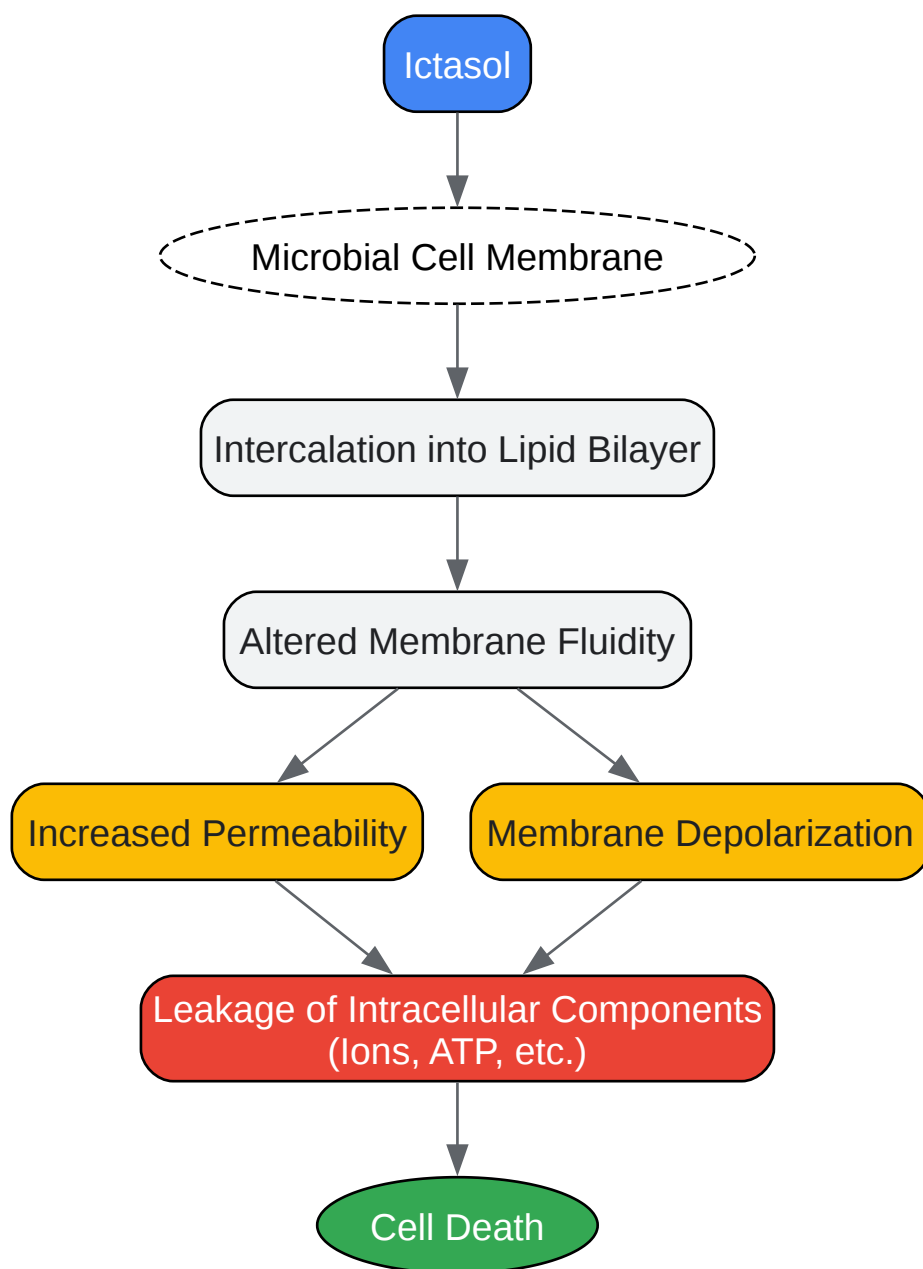 Ictasol
Microbial Cell Membrane
Intercalation into Lipid Bilayer
Altered Membrane Fluidity
Increased Permeability
Membrane Depolarization
Leakage of Intracellular Components
(Ions, ATP, etc.)
Cell Death